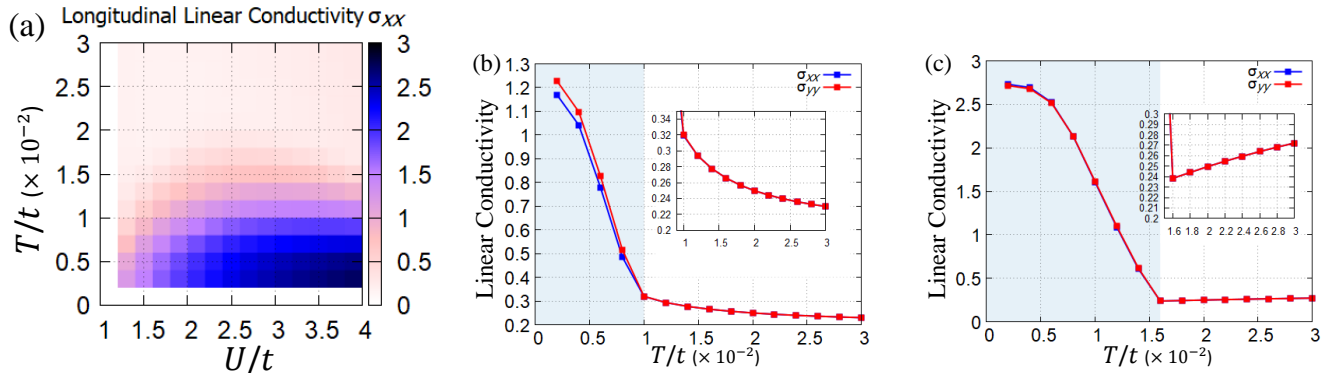 (a) Longitudinal Linear Conductivity σxx
3
2.5
2
1.5
1
0.5
0
T/t (× 10⁻²)
1 1.5 2 2.5 3 3.5 4
U/t
3
2.5
2
1.5
1
0.5
0
(b)
Linear Conductivity
1.3
1.2
1.1
1
0.9
0.8
0.7
0.6
0.5
0.4
0.3
0.2
0 0.5 1 1.5 2 2.5 3
T/t (× 10⁻²)
σxx
σyy
0.34
0.32
0.3
0.28
0.26
0.24
0.22
0.2
1 1.5 2 2.5 3
(c)
Linear Conductivity
3
2.5
2
1.5
1
0.5
0
0 0.5 1 1.5 2 2.5 3
T/t (× 10⁻²)
σxx
σyy
0.3
0.29
0.28
0.27
0.26
0.25
0.24
0.23
0.22
0.21
0.2
1.6 1.8 2 2.2 2.4 2.6 2.8 3